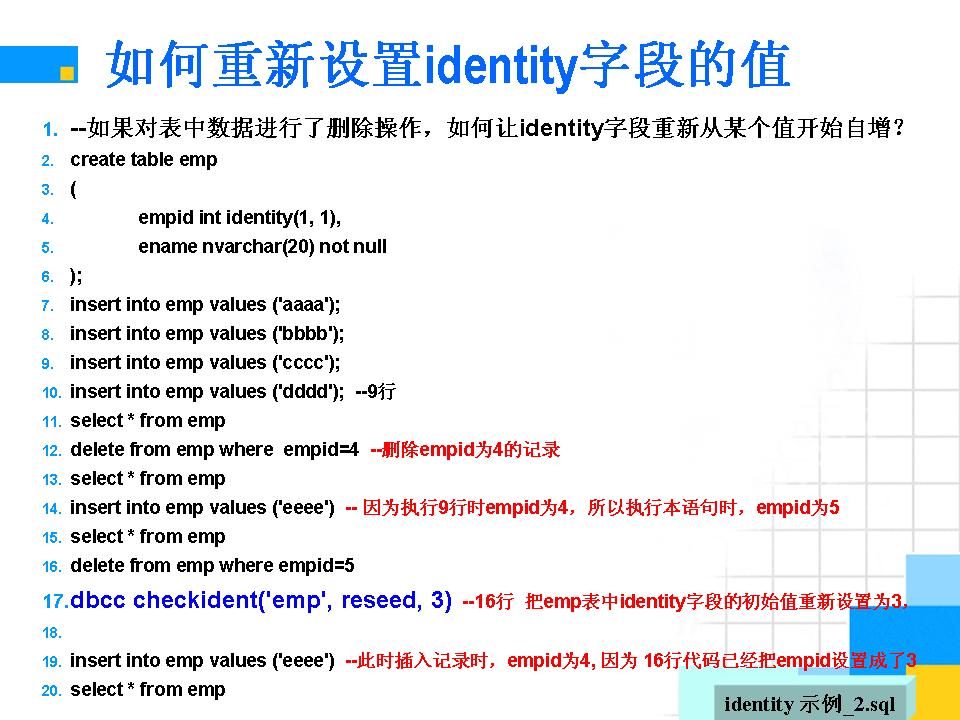 如何重新设置identity字段的值
1. --如果对表中数据进行了删除操作，如何让identity字段重新从某个值开始自增？
2. create table emp
3. (
4. empid int identity(1, 1),
5. ename nvarchar(20) not null
6. );
7. insert into emp values ('aaaa');
8. insert into emp values ('bbbb');
9. insert into emp values ('cccc');
10. insert into emp values ('dddd'); --9行
11. select * from emp
12. delete from emp where empid=4 --删除empid为4的记录
13. select * from emp
14. insert into emp values ('eeee') -- 因为执行9行时empid为4，所以执行本语句时，empid为5
15. select * from emp
16. delete from emp where empid=5
17. dbcc checkident('emp', reseed, 3) --16行 把emp表中identity字段的初始值重新设置为3，
18.
19. insert into emp values ('eeee') --此时插入记录时，empid为4, 因为 16行代码已经把empid设置成了3
20. select * from emp
identity 示例_2.sql